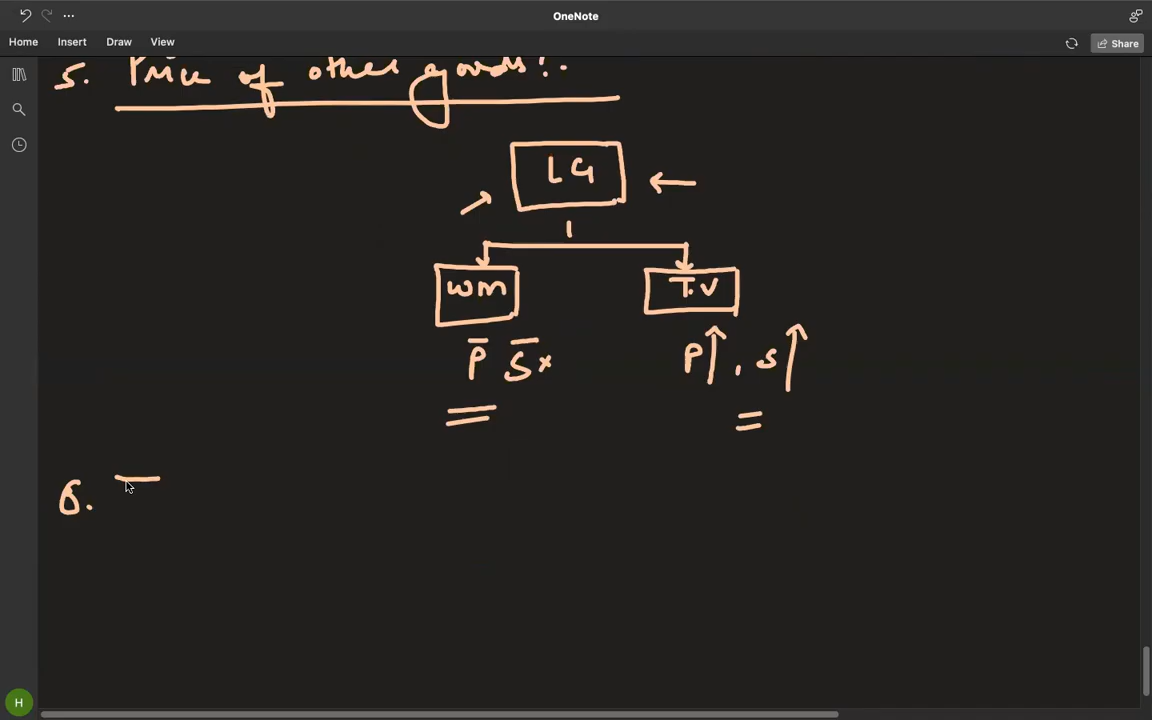 OneNote
Home Insert Draw View
Share
5. Price of other goods:.
LG
WM T.V
P̅ S̅ × P↑, S↑
6.
H